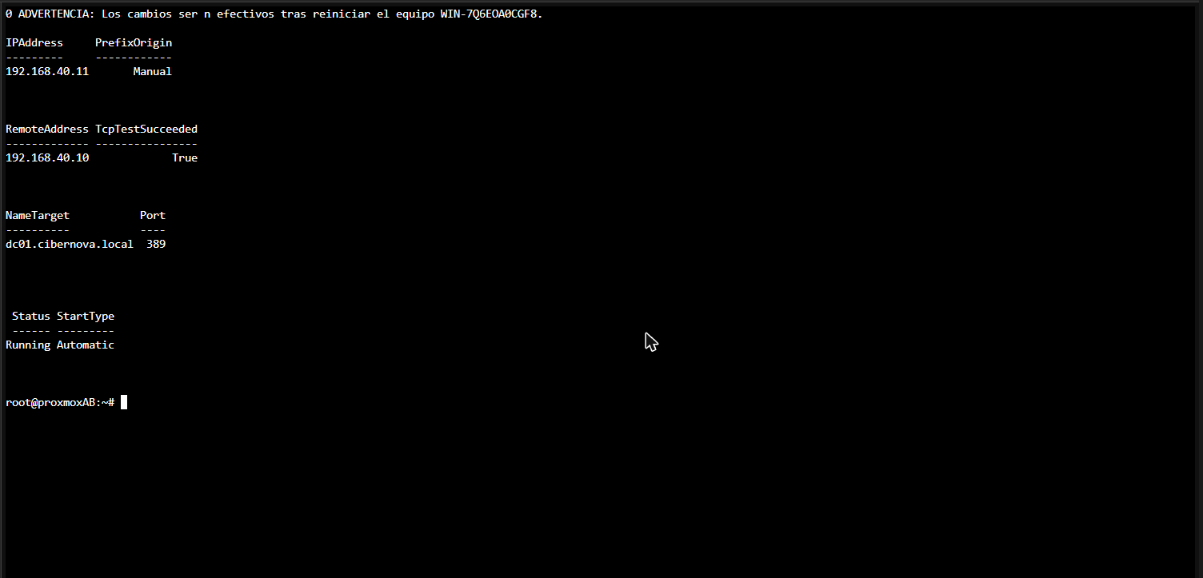 0 ADVERTENCIA: Los cambios ser n efectivos tras reiniciar el equipo WIN-7Q6EOA0CGF8.
IPAddress     PrefixOrigin
---------     ------------
192.168.40.11       Manual
RemoteAddress TcpTestSucceeded
------------- ----------------
192.168.40.10             True
NameTarget           Port
----------           ----
dc01.cibernova.local  389
 Status StartType
 ------ ---------
Running Automatic
root@proxmoxAB:~#